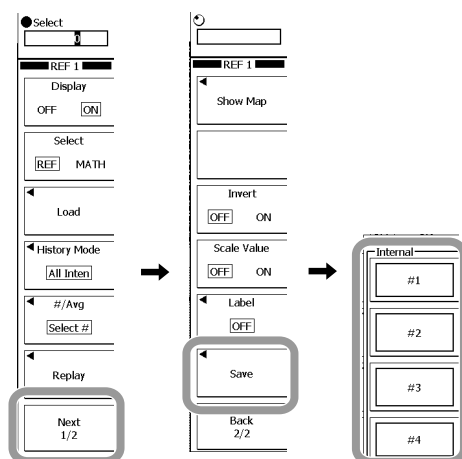 Select
0
REF 1
Display
OFF ON
Select
REF MATH
Load
History Mode
All Inten
#/Avg
Select #
Replay
Next
1/2
REF 1
Show Map
Invert
OFF ON
Scale Value
OFF ON
Label
OFF
Save
Back
2/2
Internal
#1
#2
#3
#4